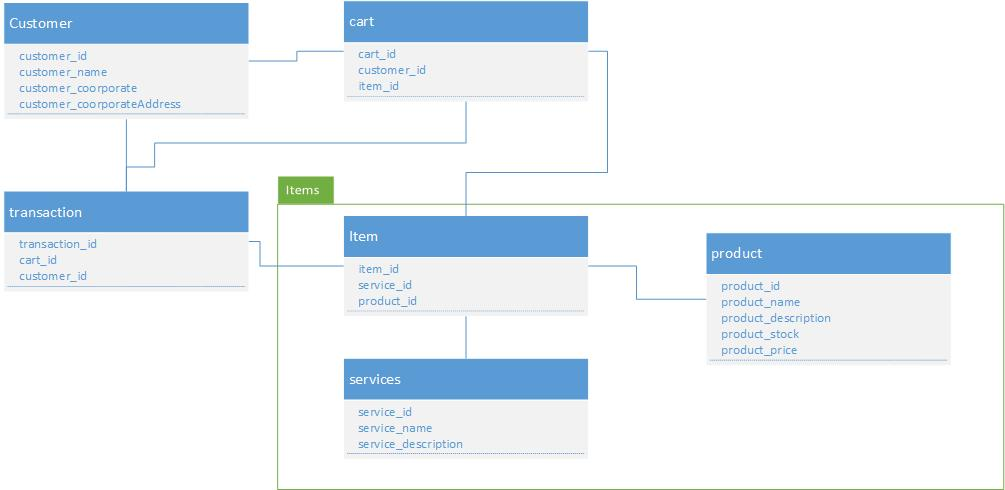 Customer
customer_id
customer_name
customer_coorporate
customer_coorporateAddress
cart
cart_id
customer_id
item_id
transaction
transaction_id
cart_id
customer_id
Items
Item
item_id
service_id
product_id
product
product_id
product_name
product_description
product_stock
product_price
services
service_id
service_name
service_description